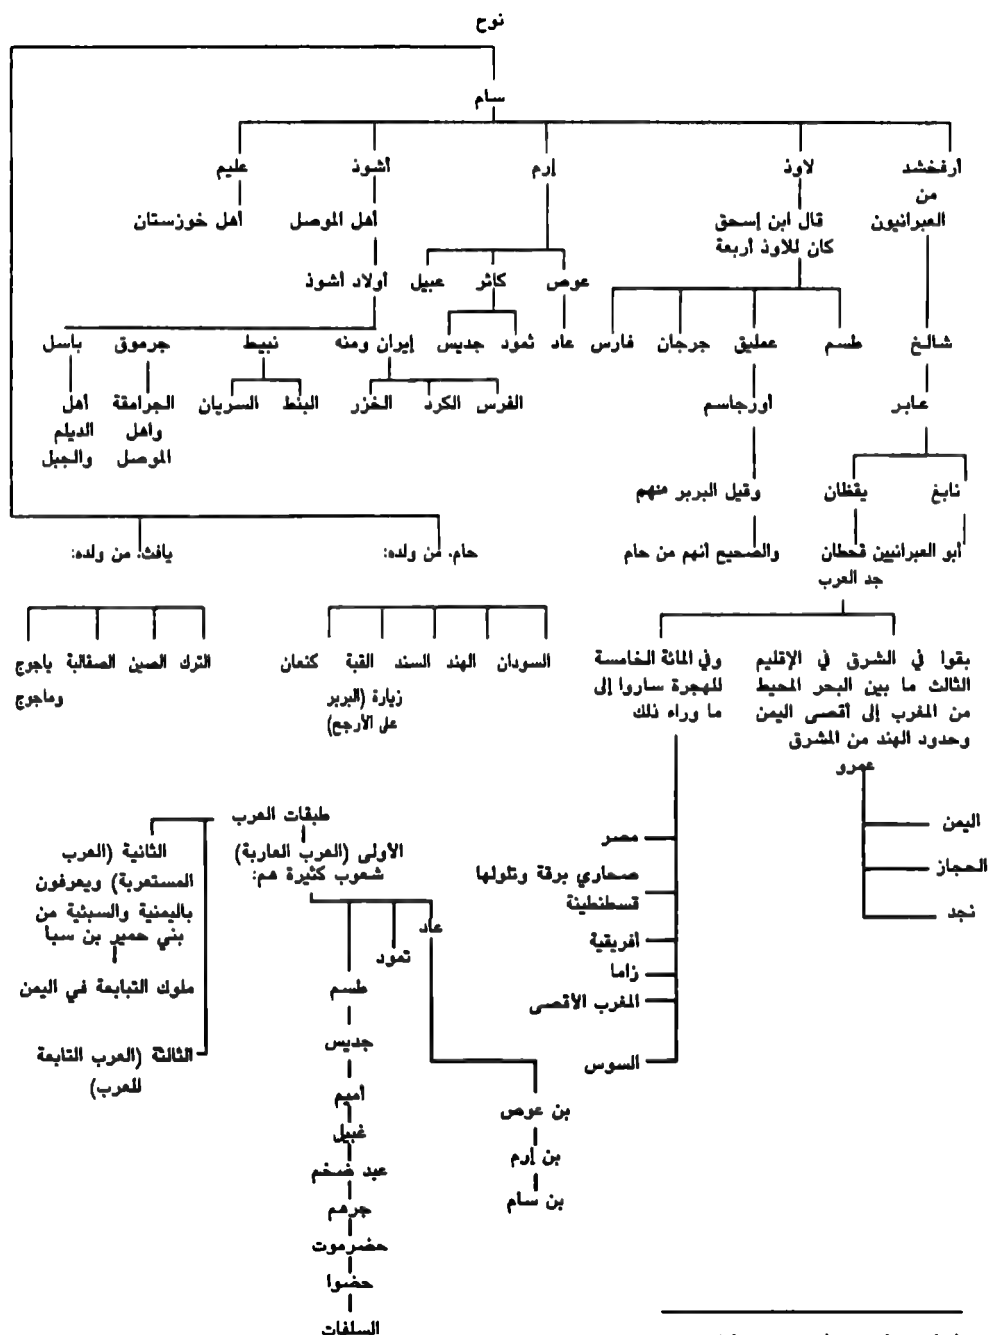 نوح
سام
أرفخشد لاوذ إرم أشوذ عليم
من
العبرانيون
قال ابن إسحق
كان للاوذ أربعة
أهل الموصل
أهل خوزستان
عوص كاثر عبيل
أولاد أشوذ
شالخ
طسم عمليق جرجان فارس
عاد ثمود جديس
إيران ومنه نبيط جرموق باسل
الفرس الكرد الخزر
البنط السريان
الجرامقة
وأهل
الموصل
أهل
الديلم
والجبل
عابر
أورجاسم
نابغ يقظان
وقيل البربر منهم
أبو العبرانيين قحطان
جد العرب
والصحيح أنهم من حام
حام، من ولده:
يافث، من ولده:
السودان الهند السند القبة كنعان
زيارة (البربر
على الأرجع)
الترك الصين الصقالبة ياجوج
وماجوج
بقوا في الشرق في الإقليم
الثالث ما بين البحر المحيط
من المغرب إلى أقصى اليمن
وحدود الهند من المشرق
عمرو
اليمن
الحجاز
نجد
وفي المائة الخامسة
للهجرة ساروا إلى
ما وراء ذلك
مصر
صحاري برقة وتلولها
قسطنطينة
أفريقية
زاما
المغرب الأقصى
السوس
طبقات العرب
الأولى (العرب العاربة)
شعوب كثيرة هم:
عاد
ثمود
طسم
جديس
أميم
غبيل
عبد ضخم
جرهم
حضرموت
حضوا
السلفات
بن عوص
بن إرم
بن سام
الثانية (العرب
المستعربة) ويعرفون
باليمنية والسبئية من
بني حمير بن سبأ
ملوك التبابعة في اليمن
الثالثة (العرب التابعة
للعرب)